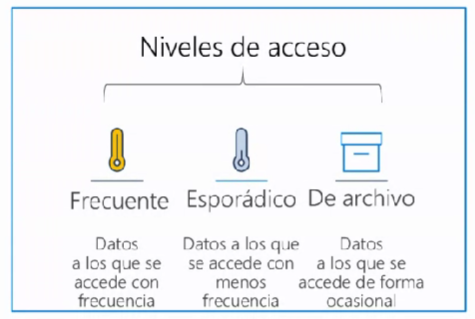 Niveles de acceso
Frecuente
Esporádico
De archivo
Datos
a los que se
accede con
frecuencia
Datos a los que
se accede con
menos
frecuencia
Datos
a los que se
accede de forma
ocasional